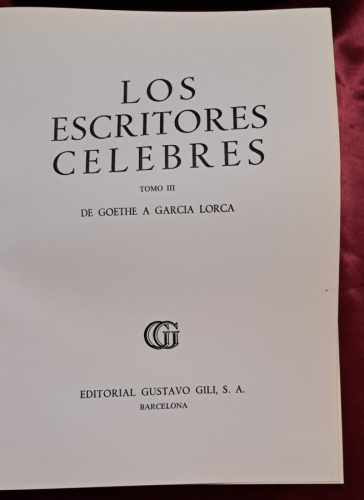 LOS
ESCRITORES
CELEBRES
TOMO III
DE GOETHE A GARCIA LORCA
GG
EDITORIAL GUSTAVO GILI, S. A.
BARCELONA